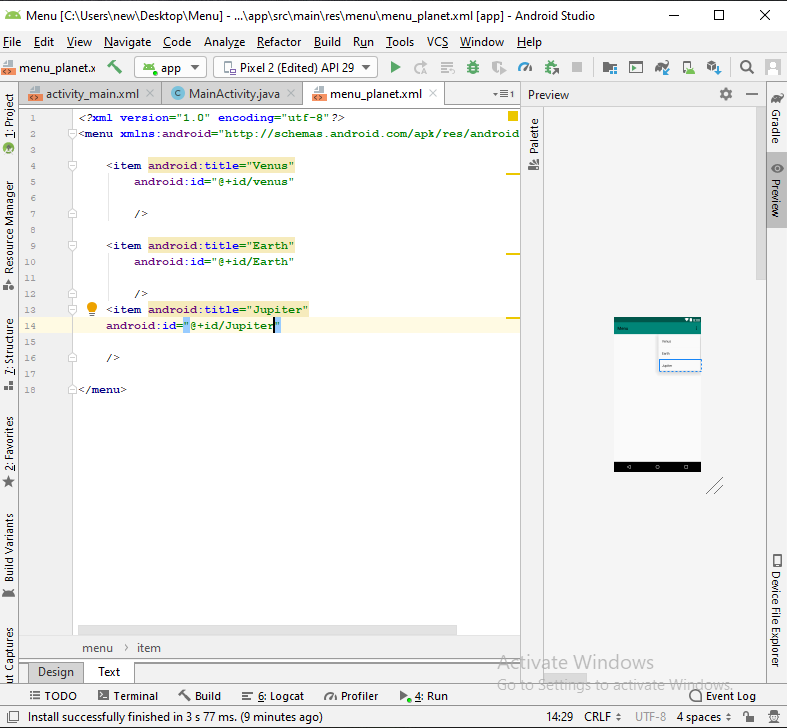 Menu [C:\Users\new\Desktop\Menu] - ...\app\src\main\res\menu\menu_planet.xml [app] - Android Studio
File Edit View Navigate Code Analyze Refactor Build Run Tools VCS Window Help
menu_planet.x app Pixel 2 (Edited) API 29
activity_main.xml MainActivity.java menu_planet.xml 1 Preview
1: Project
Resource Manager
7: Structure
2: Favorites
Build Variants
ut Captures
1 <?xml version="1.0" encoding="utf-8"?>
2 <menu xmlns:android="http://schemas.android.com/apk/res/android
3
4 <item android:title="Venus"
5 android:id="@+id/venus"
6
7 />
8
9 <item android:title="Earth"
10 android:id="@+id/Earth"
11
12 />
13 <item android:title="Jupiter"
14 android:id="@+id/Jupiter"
15
16 />
17
18 </menu>
Palette
Menu
Venus
Earth
Jupiter
Gradle
Preview
Device File Explorer
menu item
Design Text
Activate Windows
Go to Settings to activate Windows.
TODO Terminal Build 6: Logcat Profiler 4: Run Event Log
Install successfully finished in 3 s 77 ms. (9 minutes ago) 14:29 CRLF UTF-8 4 spaces